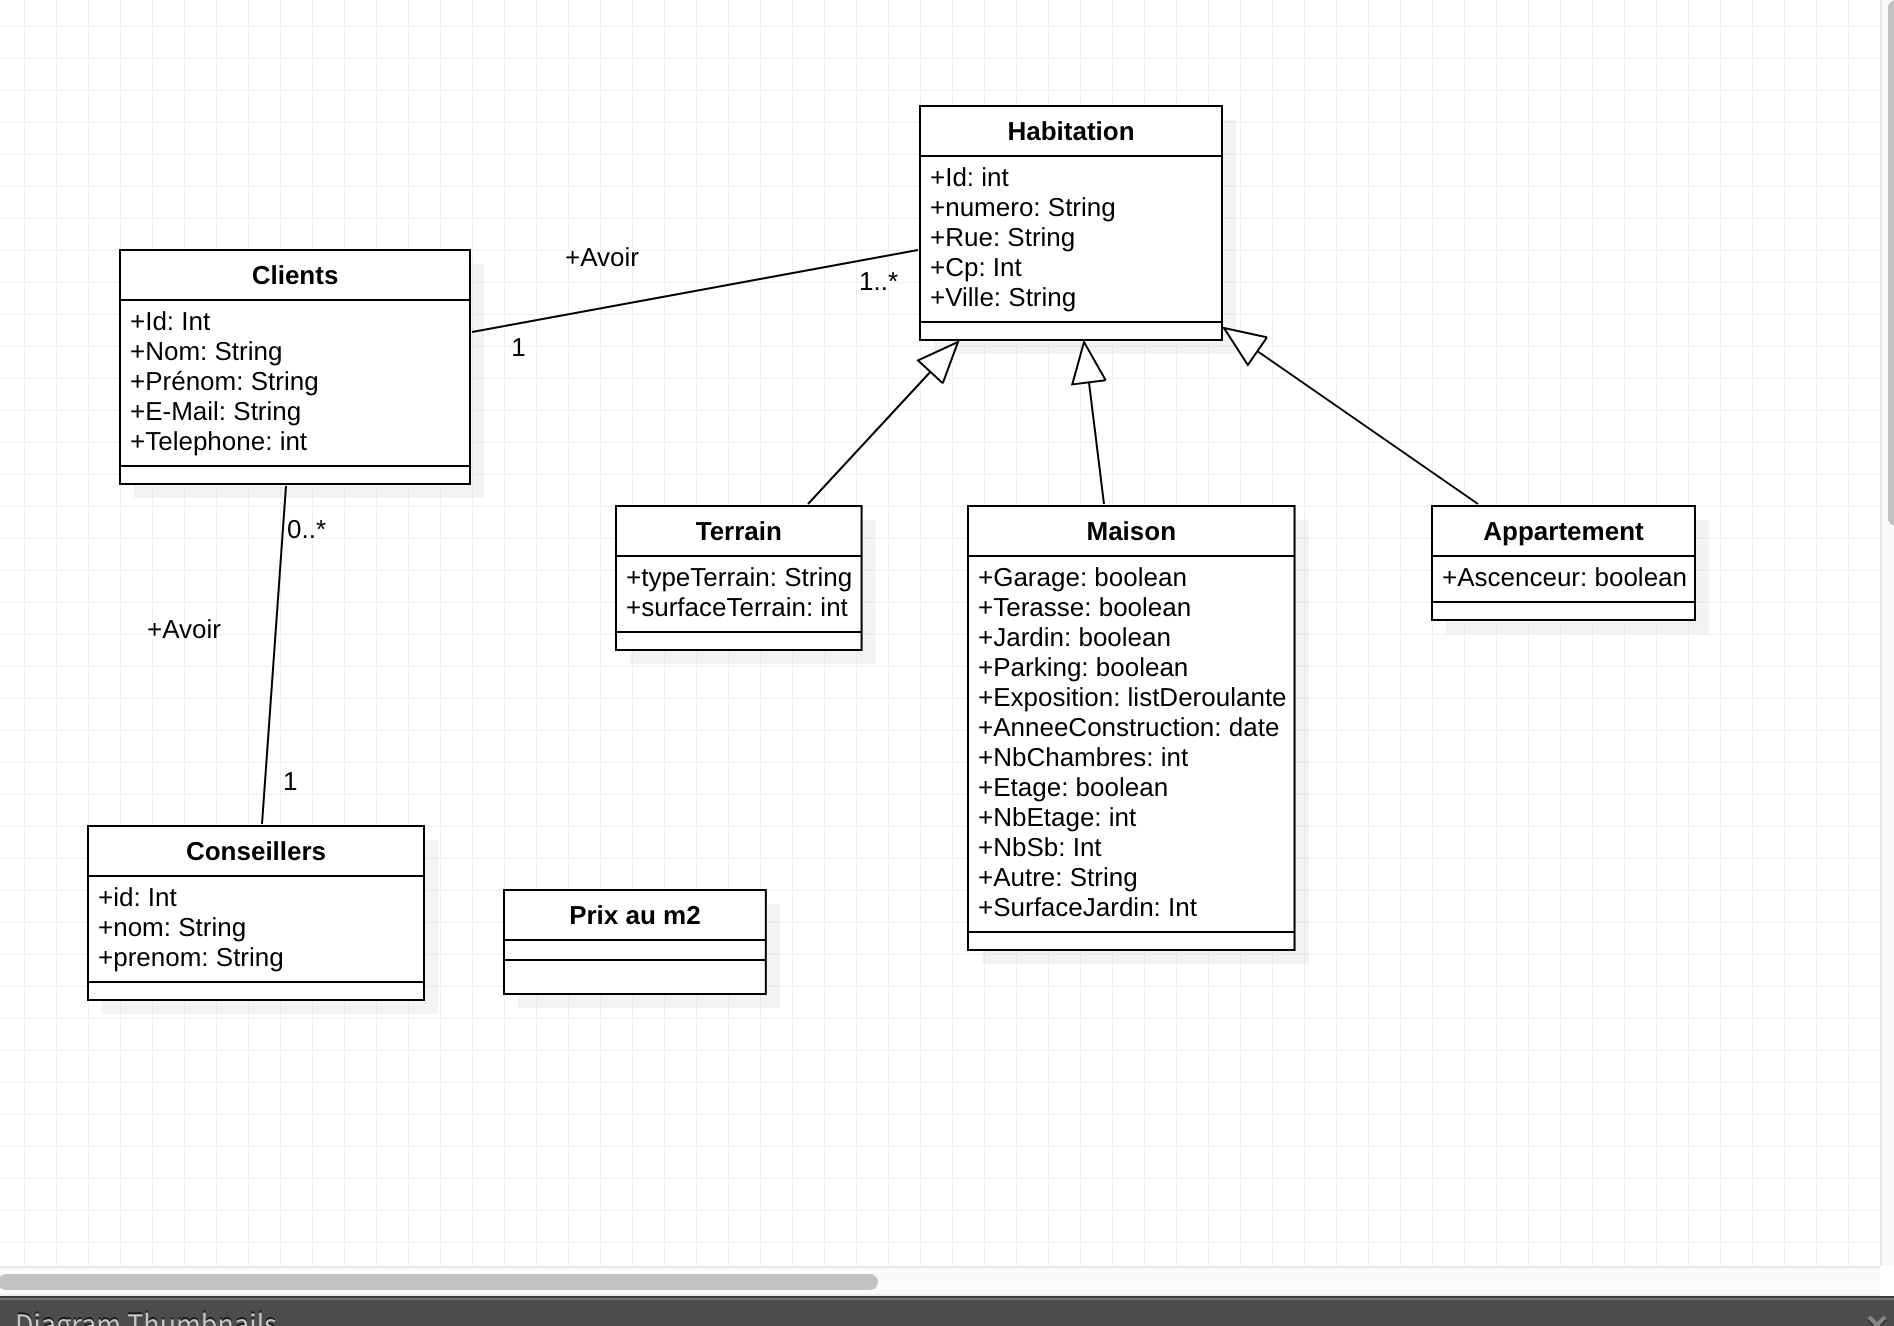 Habitation
+Id: int
+numero: String
+Rue: String
+Cp: Int
+Ville: String
Clients
+Id: Int
+Nom: String
+Prénom: String
+E-Mail: String
+Telephone: int
+Avoir
1..*
1
0..*
+Avoir
1
Terrain
+typeTerrain: String
+surfaceTerrain: int
Maison
+Garage: boolean
+Terasse: boolean
+Jardin: boolean
+Parking: boolean
+Exposition: listDeroulante
+AnneeConstruction: date
+NbChambres: int
+Etage: boolean
+NbEtage: int
+NbSb: Int
+Autre: String
+SurfaceJardin: Int
Appartement
+Ascenceur: boolean
Conseillers
+id: Int
+nom: String
+prenom: String
Prix au m2
Diagram Thumbnails